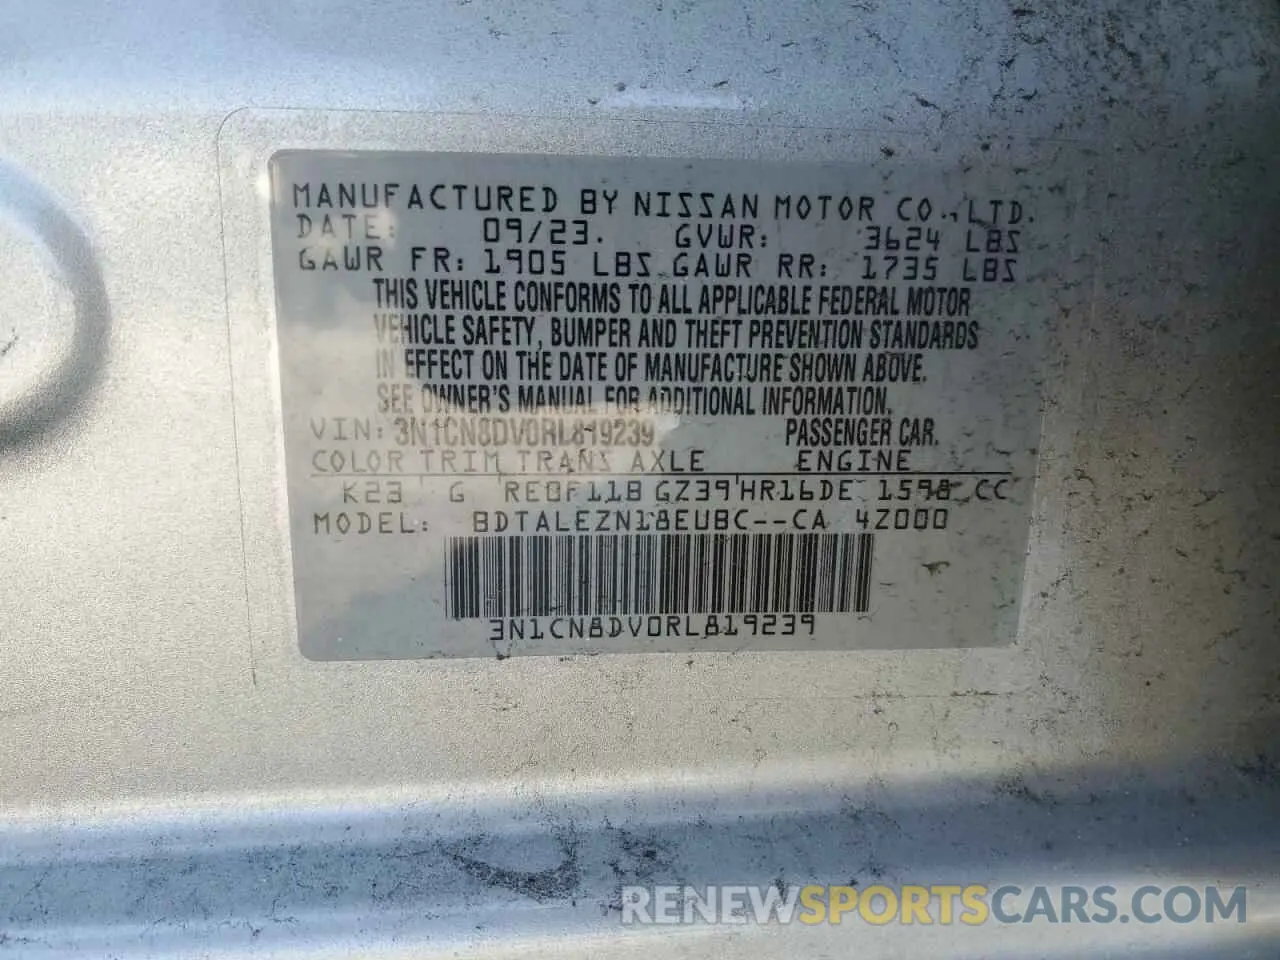 MANUFACTURED BY NISSAN MOTOR CO., LTD.
DATE: 09/23. GVWR: 3624 LBS
GAWR FR: 1905 LBS GAWR RR: 1735 LBS
THIS VEHICLE CONFORMS TO ALL APPLICABLE FEDERAL MOTOR
VEHICLE SAFETY, BUMPER AND THEFT PREVENTION STANDARDS
IN EFFECT ON THE DATE OF MANUFACTURE SHOWN ABOVE.
SEE OWNER'S MANUAL FOR ADDITIONAL INFORMATION.
VIN: 3N1CN8DV0RL819239 PASSENGER CAR.
COLOR TRIM TRANS AXLE ENGINE
K23 G RE0F11B GZ39 HR16DE 1598 CC
MODEL: BDTALEZN18EUBC--CA 4Z000
3N1CN8DV0RL819239
RENEWSPORTSCARS.COM